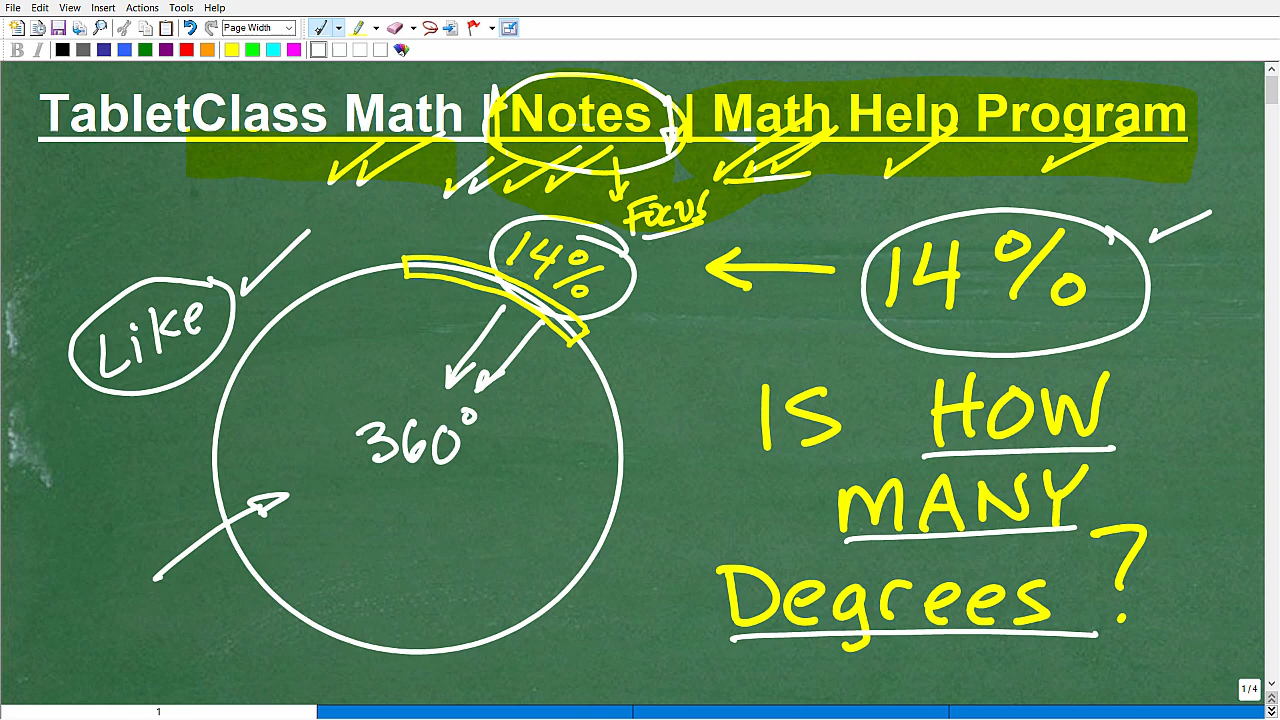 File Edit View Insert Actions Tools Help
Page Width
B I
TabletClass Math | Notes | Math Help Program
Focus!
14%
14%
Like
360°
IS HOW
MANY
Degrees?
1/4
1